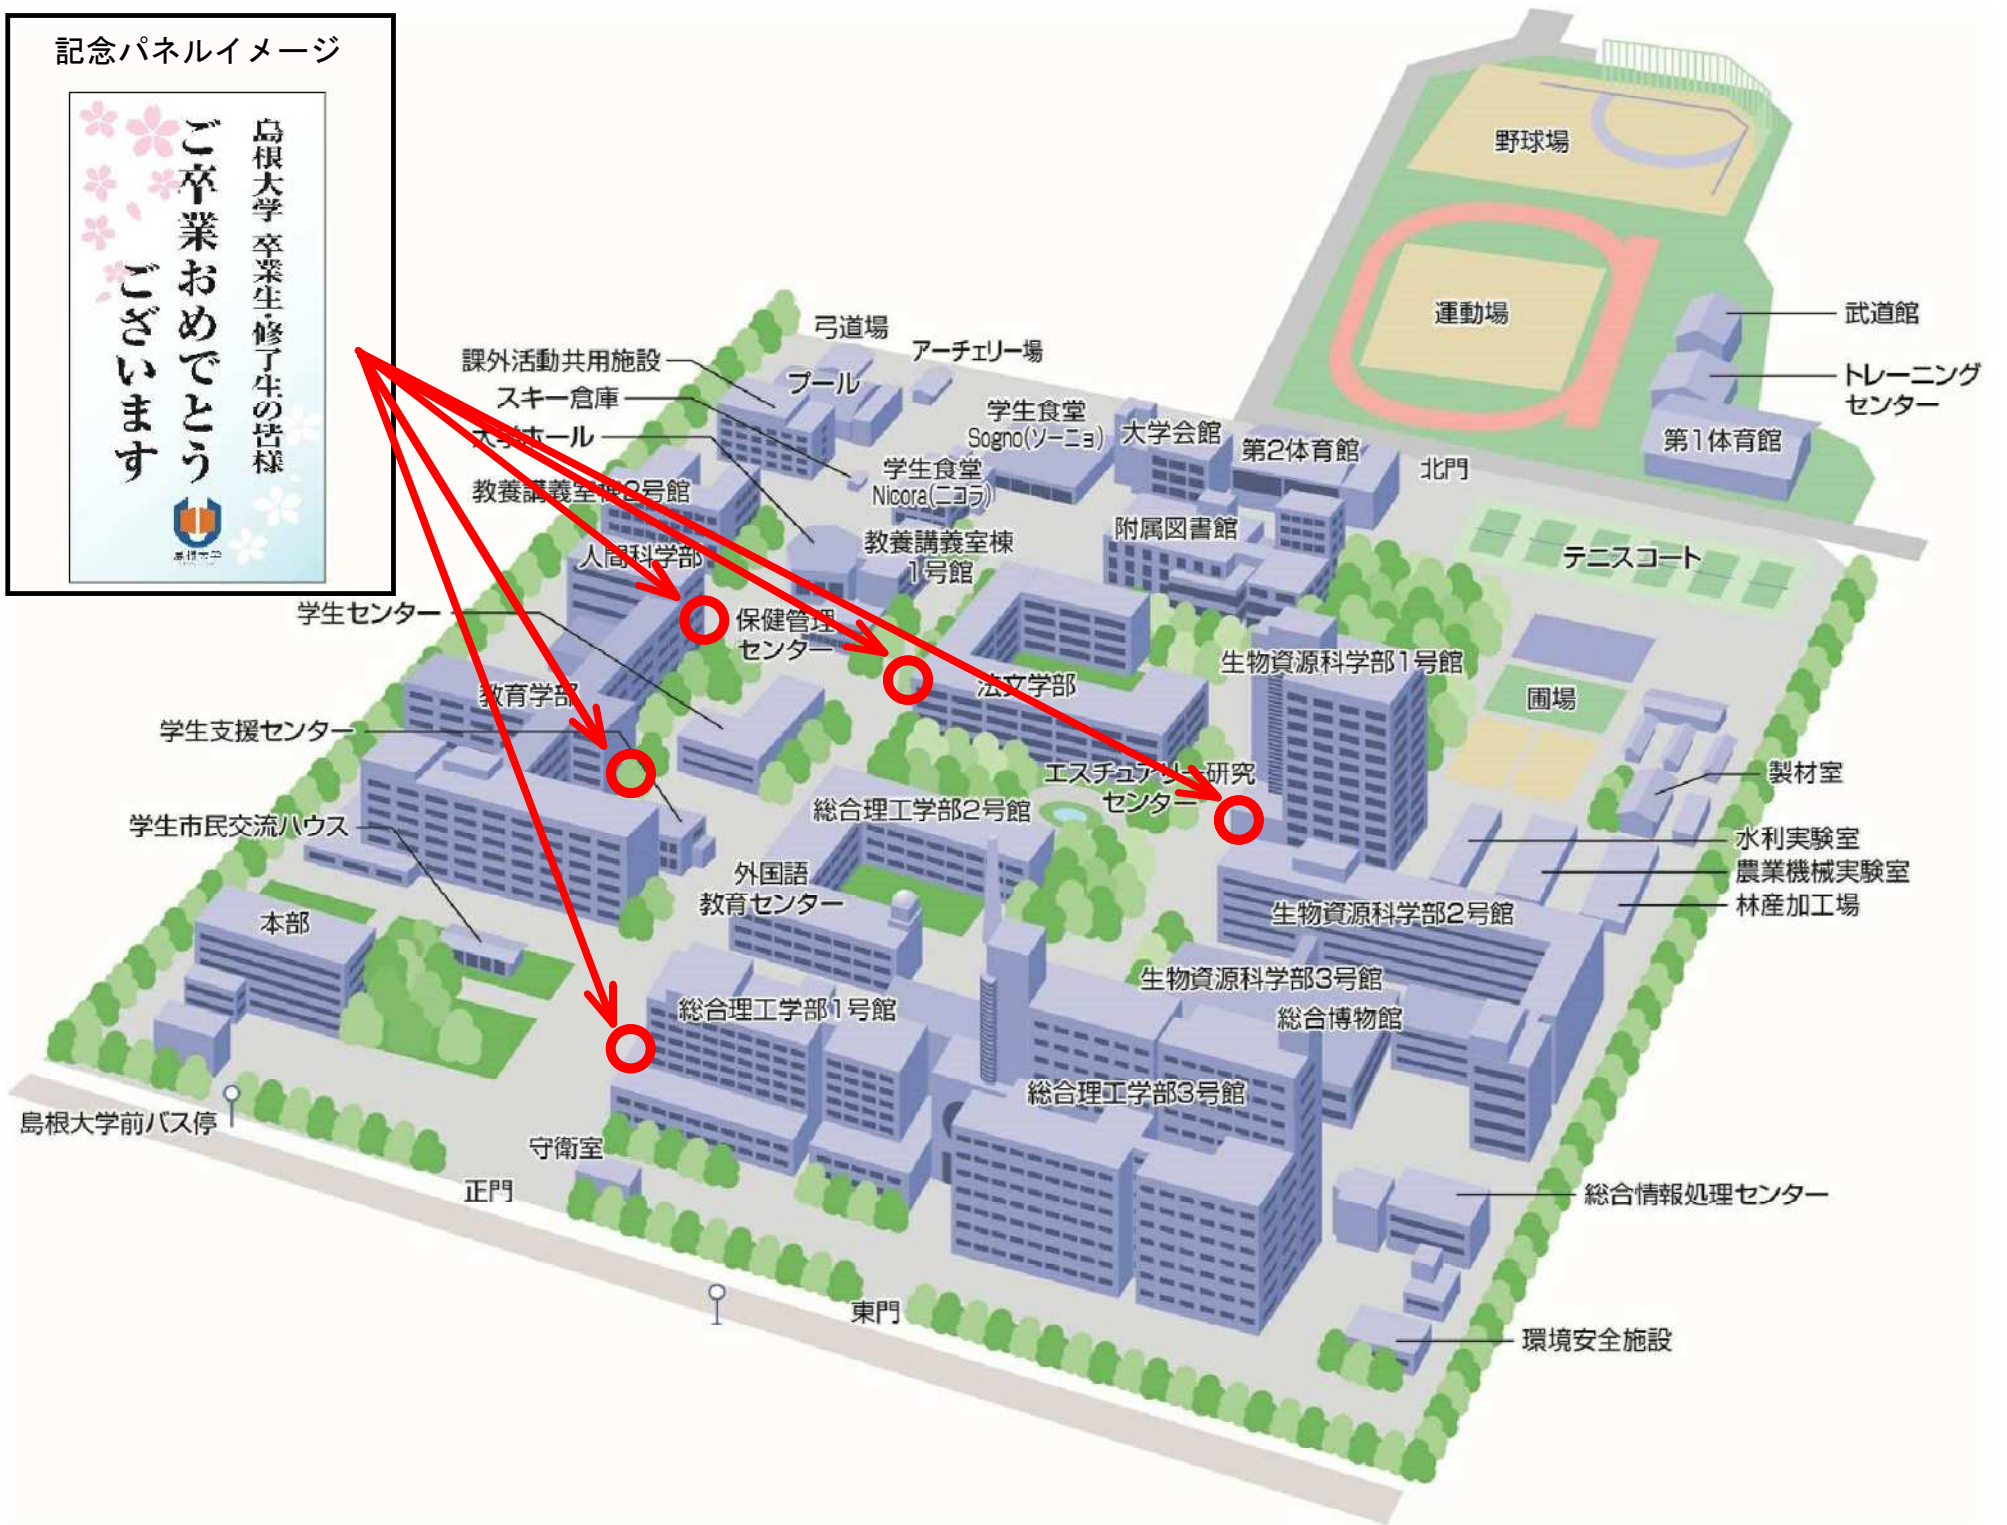 記念パネルイメージ
島根大学 卒業生・修了生の皆様
ご卒業おめでとう
ございます
島根大学
野球場
運動場
武道館
トレーニング
センター
第1体育館
弓道場
アーチェリー場
課外活動共用施設
プール
スキー倉庫
大学ホール
学生食堂
Sogno(ソーニョ)
大学会館
第2体育館
北門
学生食堂
Nicora(ニコラ)
教養講義室棟2号館
教養講義室棟
1号館
附属図書館
テニスコート
人間科学部
学生センター
保健管理
センター
法文学部
生物資源科学部1号館
圃場
教育学部
学生支援センター
エスチュアリー研究
センター
製材室
総合理工学部2号館
学生市民交流ハウス
水利実験室
農業機械実験室
林産加工場
外国語
教育センター
本部
生物資源科学部2号館
生物資源科学部3号館
総合理工学部1号館
総合博物館
総合理工学部3号館
島根大学前バス停
守衛室
正門
総合情報処理センター
東門
環境安全施設